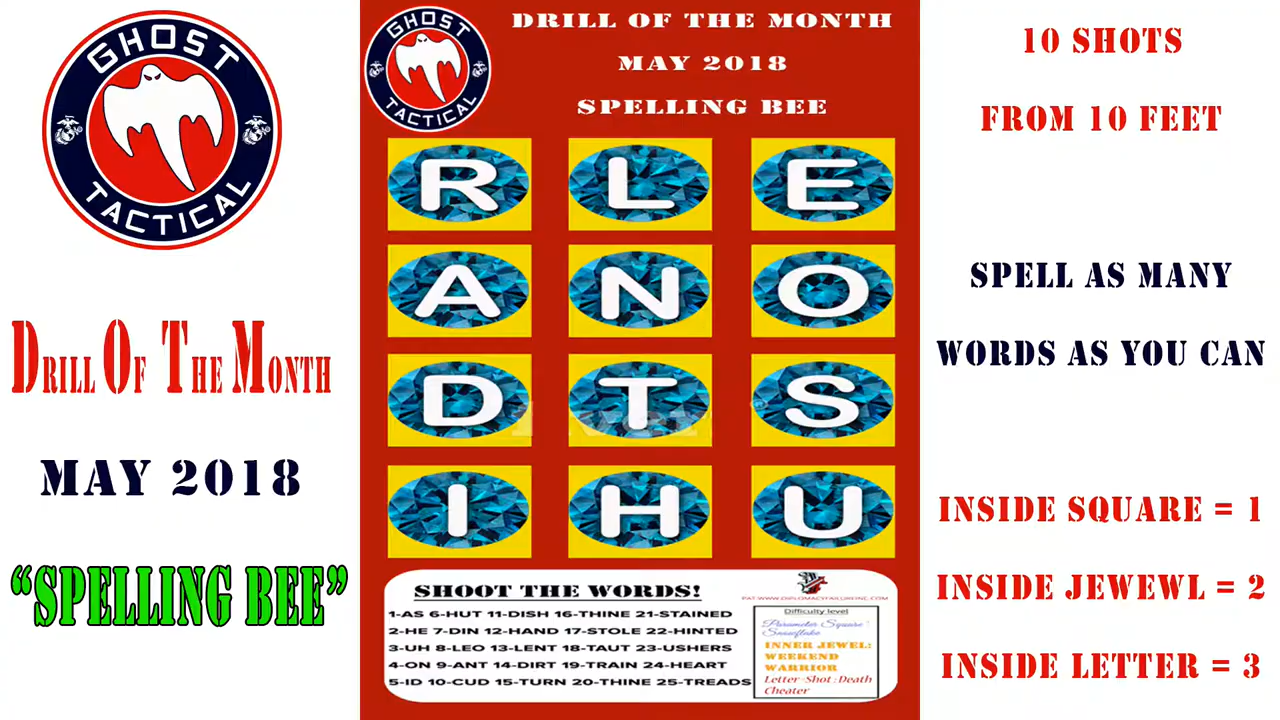 GHOST
TACTICAL
DRILL OF THE MONTH
MAY 2018
"SPELLING BEE"
GHOST
TACTICAL
DRILL OF THE MONTH
MAY 2018
SPELLING BEE
R L E
A N O
D T S
I H U
SHOOT THE WORDS!
1-AS 6-HUT 11-DISH 16-THINE 21-STAINED
2-HE 7-DIN 12-HAND 17-STOLE 22-HINTED
3-UH 8-LEO 13-LENT 18-TAUT 23-USHERS
4-ON 9-ANT 14-DIRT 19-TRAIN 24-HEART
5-ID 10-CUD 15-TURN 20-THINE 25-TREADS
Difficulty level
Parameter Square:
Snowflake
INNER JEWEL:
WEEKEND
WARRIOR
Letter-Shot:Death
Cheater
10 SHOTS
FROM 10 FEET
SPELL AS MANY
WORDS AS YOU CAN
INSIDE SQUARE = 1
INSIDE JEWEWL = 2
INSIDE LETTER = 3